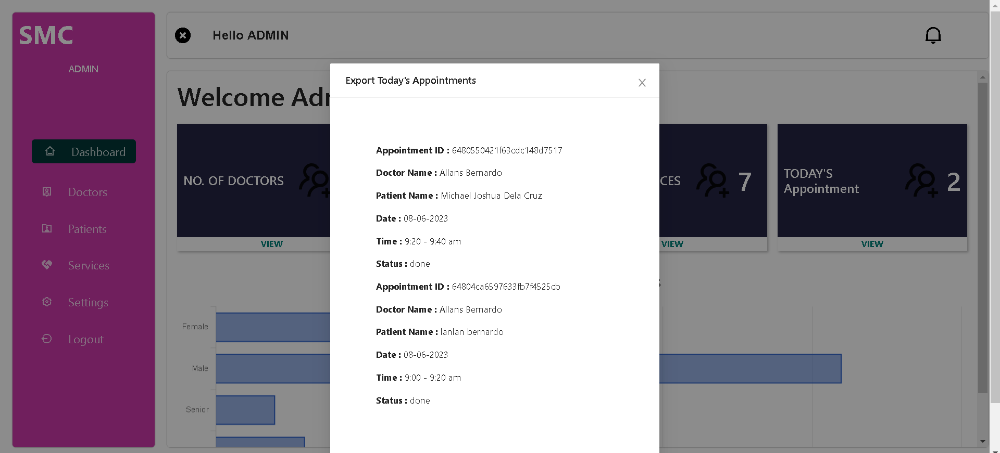 SMC
ADMIN
Dashboard
Doctors
Patients
Services
Settings
Logout
Hello ADMIN
Welcome
NO. OF DOCTORS
VIEW
7
VIEW
TODAY'S
Appointment
2
VIEW
Female
Male
Senior
Export Today's Appointments
Appointment ID : 6480550421f63cdc148d7517
Doctor Name : Allans Bernardo
Patient Name : Michael Joshua Dela Cruz
Date : 08-06-2023
Time : 9:20 - 9:40 am
Status : done
Appointment ID : 64804ca6597633fb7f4525cb
Doctor Name : Allans Bernardo
Patient Name : lanlan bernardo
Date : 08-06-2023
Time : 9:00 - 9:20 am
Status : done